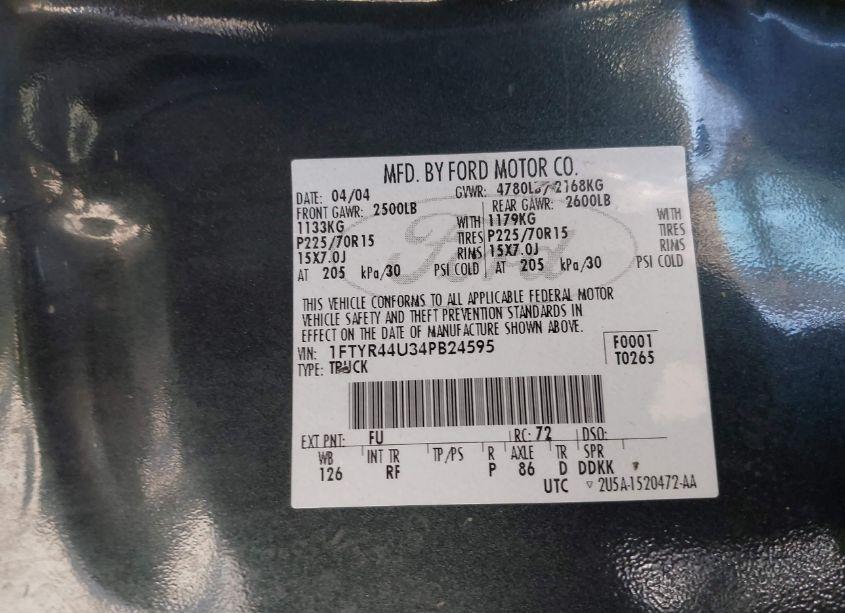 MFD. BY FORD MOTOR CO.
DATE: 04/04 GVWR: 4780LB/ 2168KG
FRONT GAWR: 2500LB REAR GAWR: 2600LB
1133KG WITH 1179KG WITH
P225/70R15 TIRES P225/70R15 TIRES
15X7.0J RIMS 15X7.0J RIMS
AT 205 kPa/30 PSI COLD AT 205 kPa/30 PSI COLD
Ford
THIS VEHICLE CONFORMS TO ALL APPLICABLE FEDERAL MOTOR
VEHICLE SAFETY AND THEFT PREVENTION STANDARDS IN
EFFECT ON THE DATE OF MANUFACTURE SHOWN ABOVE.
VIN: 1FTYR44U34PB24595 F0001
TYPE: TRUCK T0265
EXT PNT: FU RC: 72 DSO:
WB INT TR TP/PS R AXLE TR SPR
126 RF P 86 D DDKK
UTC ▽ 2U5A-1520472-AA